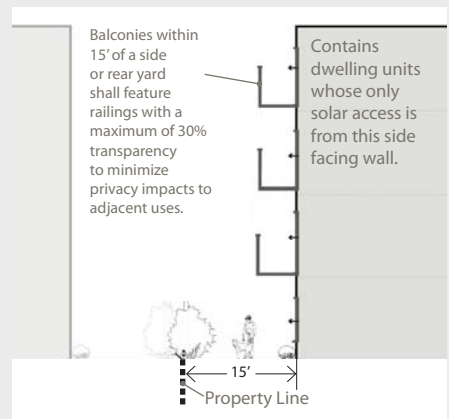 Balconies within
15’ of a side
or rear yard
shall feature
railings with a
maximum of 30%
transparency
to minimize
privacy impacts to
adjacent uses.
Contains
dwelling units
whose only
solar access is
from this side
facing wall.
15’
Property Line